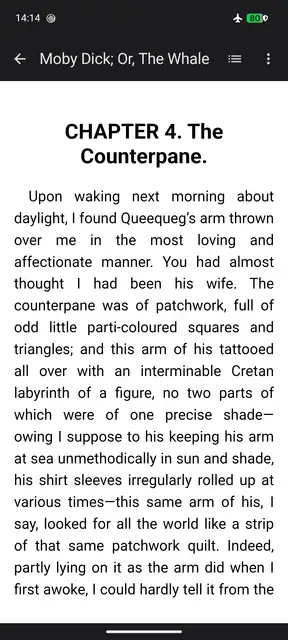 14:14
80
Moby Dick; Or, The Whale
CHAPTER 4. The
Counterpane.
Upon waking next morning about
daylight, I found Queequeg’s arm thrown
over me in the most loving and
affectionate manner. You had almost
thought I had been his wife. The
counterpane was of patchwork, full of
odd little parti-coloured squares and
triangles; and this arm of his tattooed
all over with an interminable Cretan
labyrinth of a figure, no two parts of
which were of one precise shade—
owing I suppose to his keeping his arm
at sea unmethodically in sun and shade,
his shirt sleeves irregularly rolled up at
various times—this same arm of his, I
say, looked for all the world like a strip
of that same patchwork quilt. Indeed,
partly lying on it as the arm did when I
first awoke, I could hardly tell it from the